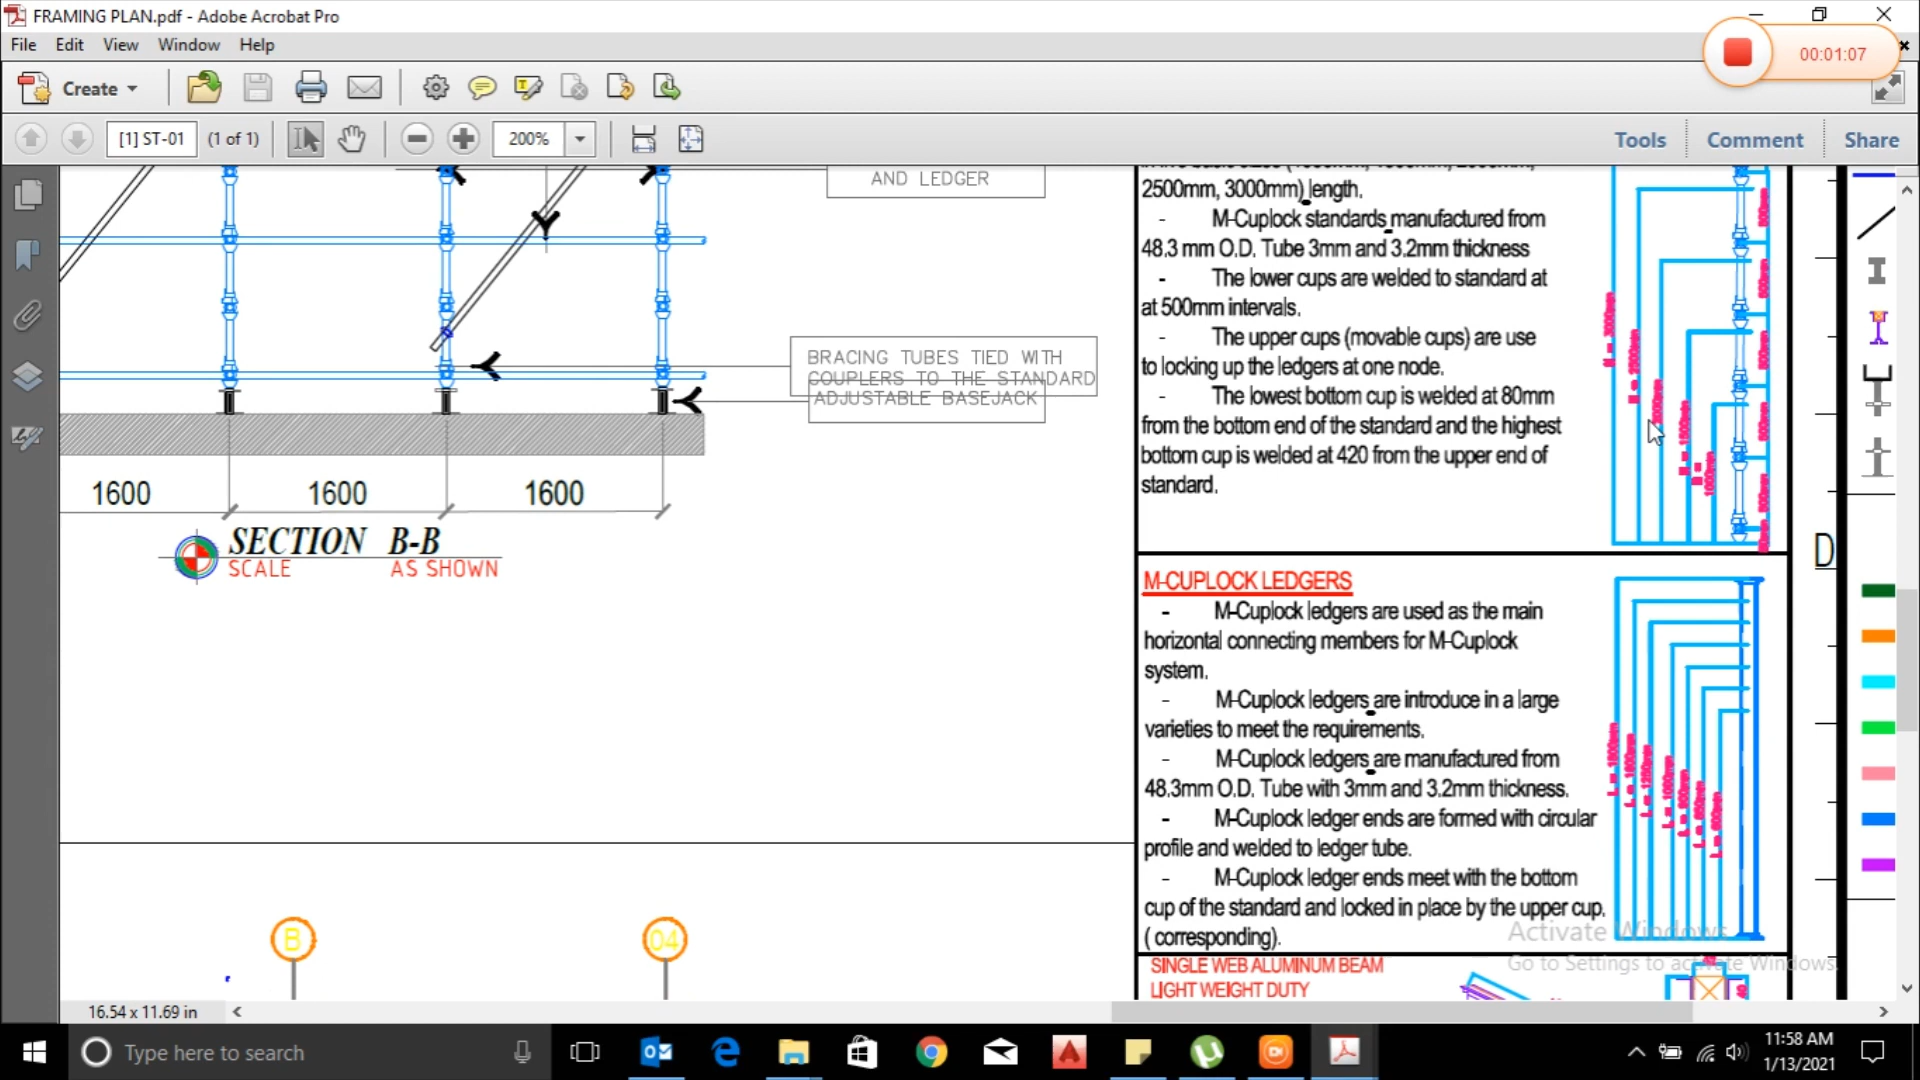 FRAMING PLAN.pdf - Adobe Acrobat Pro
File Edit View Window Help
00:01:07
Create
[1] ST-01 (1 of 1) 200%
Tools Comment Share
AND LEDGER
BRACING TUBES TIED WITH
COUPLERS TO THE STANDARD
ADJUSTABLE BASEJACK
1600 1600 1600
SECTION B-B
SCALE AS SHOWN
B
04
2500mm, 3000mm) length.
- M-Cuplock standards manufactured from
48.3 mm O.D. Tube 3mm and 3.2mm thickness
- The lower cups are welded to standard at
at 500mm intervals.
- The upper cups (movable cups) are use
to locking up the ledgers at one node.
- The lowest bottom cup is welded at 80mm
from the bottom end of the standard and the highest
bottom cup is welded at 420 from the upper end of
standard.
D
M-CUPLOCK LEDGERS
- M-Cuplock ledgers are used as the main
horizontal connecting members for M-Cuplock
system.
- M-Cuplock ledgers are introduce in a large
varieties to meet the requirements.
- M-Cuplock ledgers are manufactured from
48.3mm O.D. Tube with 3mm and 3.2mm thickness.
- M-Cuplock ledger ends are formed with circular
profile and welded to ledger tube.
- M-Cuplock ledger ends meet with the bottom
cup of the standard and locked in place by the upper cup.
( corresponding).
SINGLE WEB ALUMINUM BEAM
LIGHT WEIGHT DUTY
Activate Windows
Go to Settings to activate Windows.
16.54 x 11.69 in
Type here to search
11:58 AM
1/13/2021